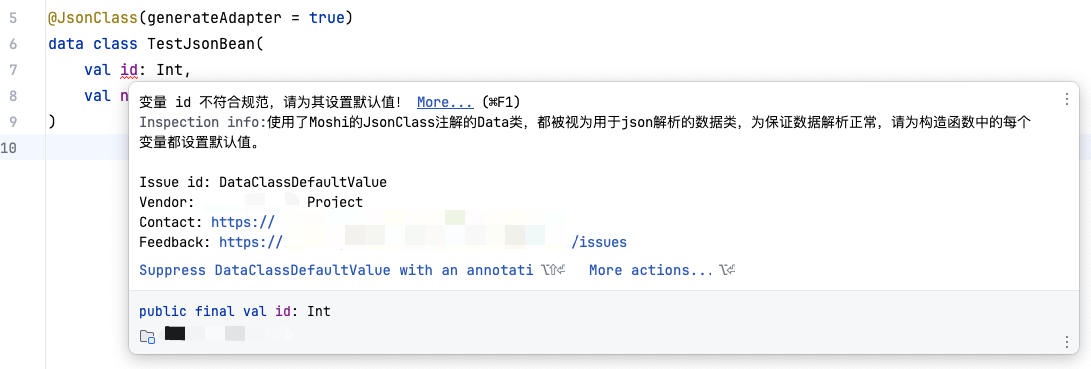 5 @JsonClass(generateAdapter = true)
6 data class TestJsonBean(
7 val id: Int,
8 val n
9 )
10
变量 id 不符合规范，请为其设置默认值! More... (⌘F1)
Inspection info:使用了Moshi的JsonClass注解的Data类，都被视为用于json解析的数据类，为保证数据解析正常，请为构造函数中的每个
变量都设置默认值。
Issue id: DataClassDefaultValue
Vendor: Project
Contact: https://
Feedback: https:// /issues
Suppress DataClassDefaultValue with an annotati ⌥⇧⏎ More actions... ⌥⏎
public final val id: Int